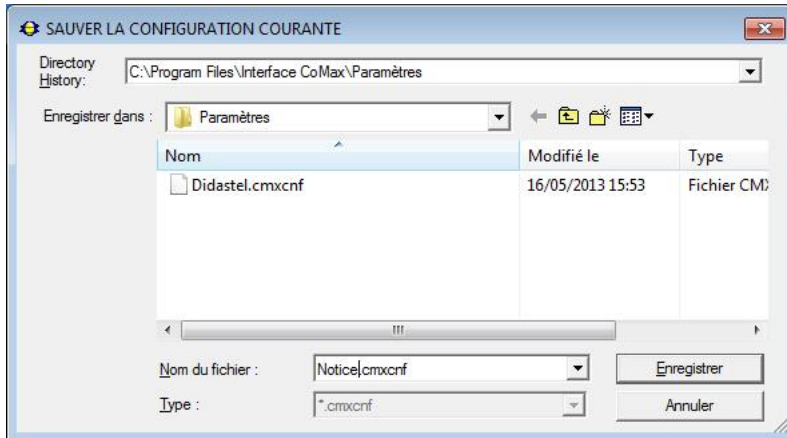 SAUVER LA CONFIGURATION COURANTE
Directory
History:
C:\Program Files\Interface CoMax\Paramètres
Enregistrer dans :
Paramètres
Nom
Modifié le
Type
Didastel.cmxcnf
16/05/2013 15:53
Fichier CMX
Nom du fichier :
Notice.cmxcnf
Enregistrer
Type :
*.cmxcnf
Annuler